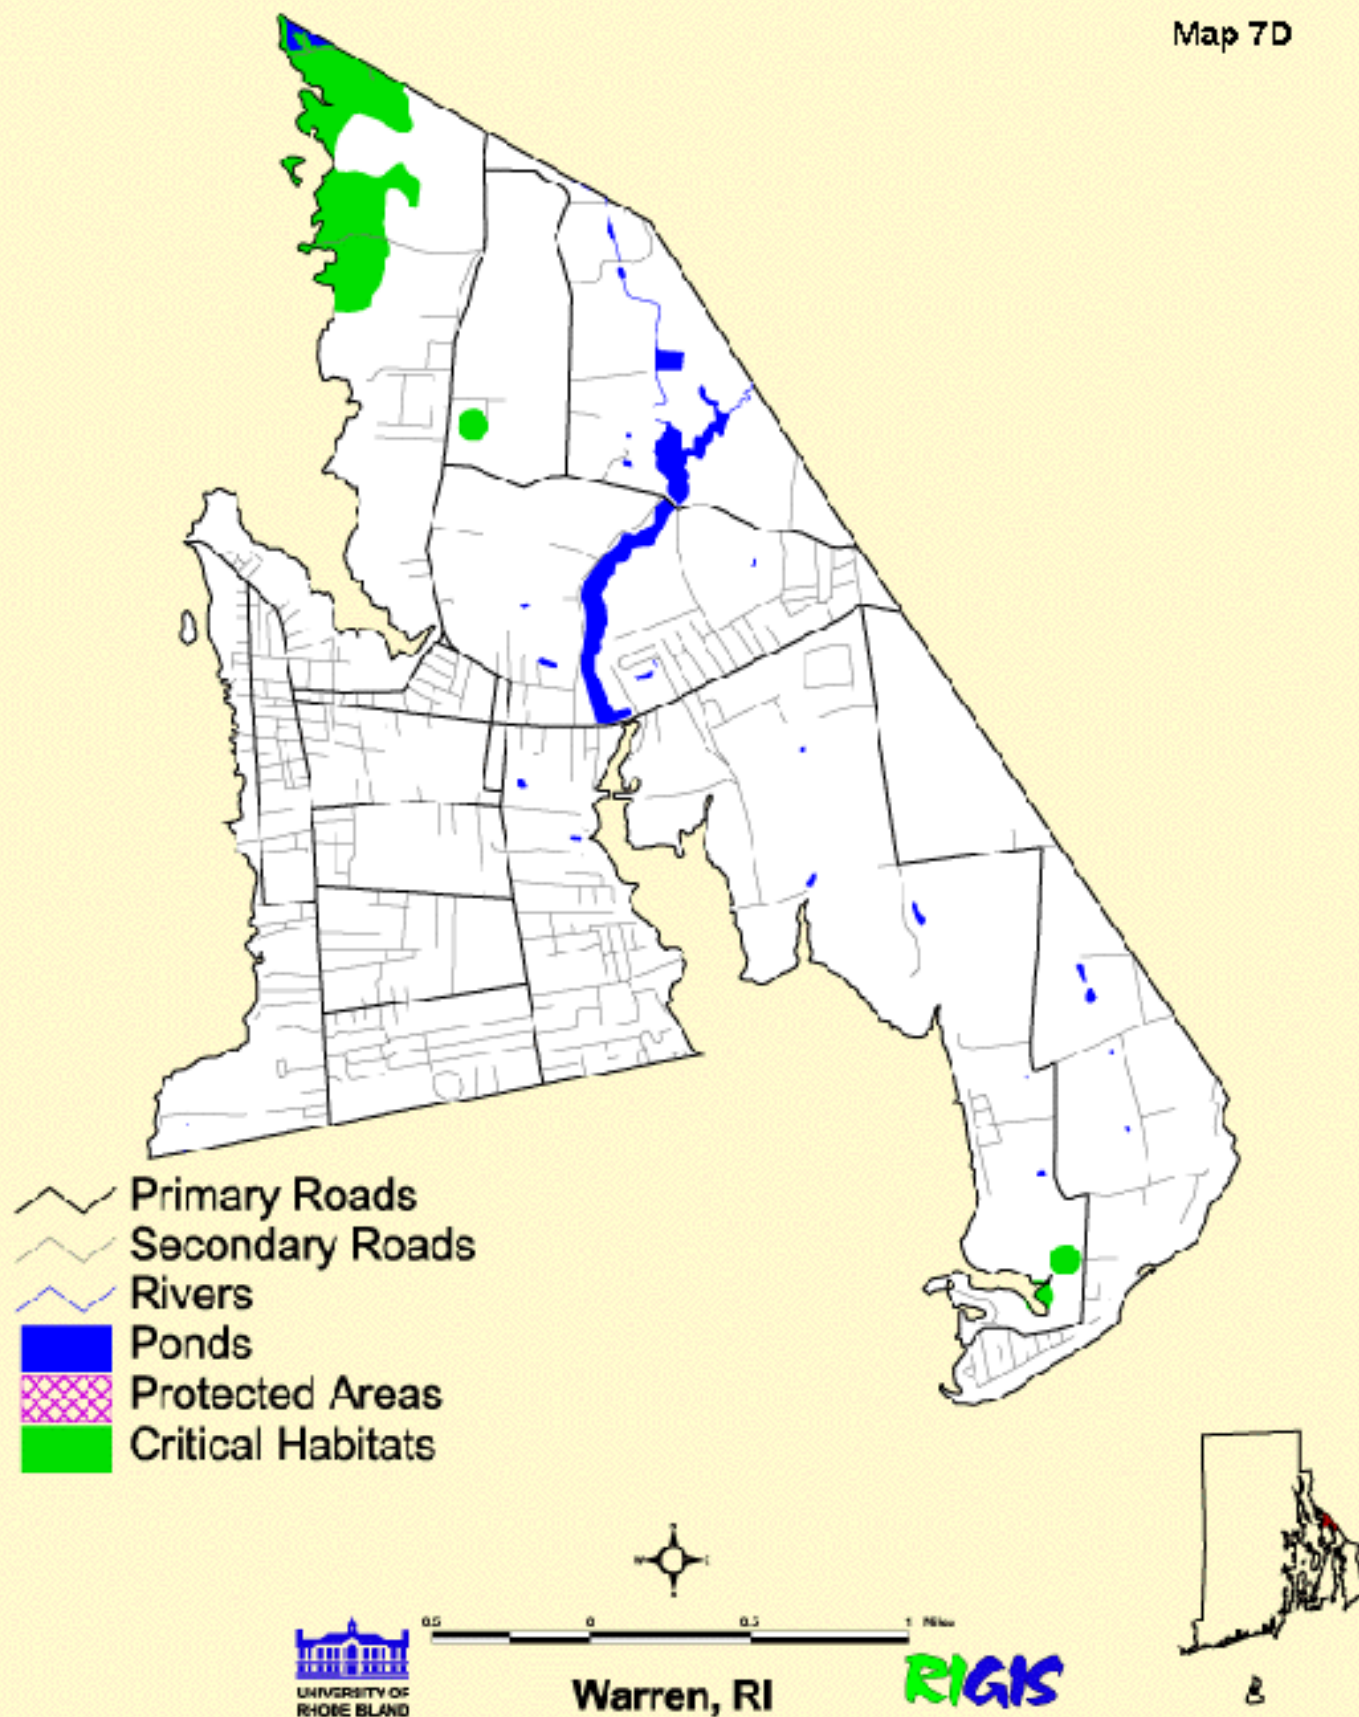 Map 7D
Primary Roads
Secondary Roads
Rivers
Ponds
Protected Areas
Critical Habitats
0.5 0 0.5 1 Miles
UNIVERSITY OF
RHODE ISLAND
Warren, RI
RIGIS